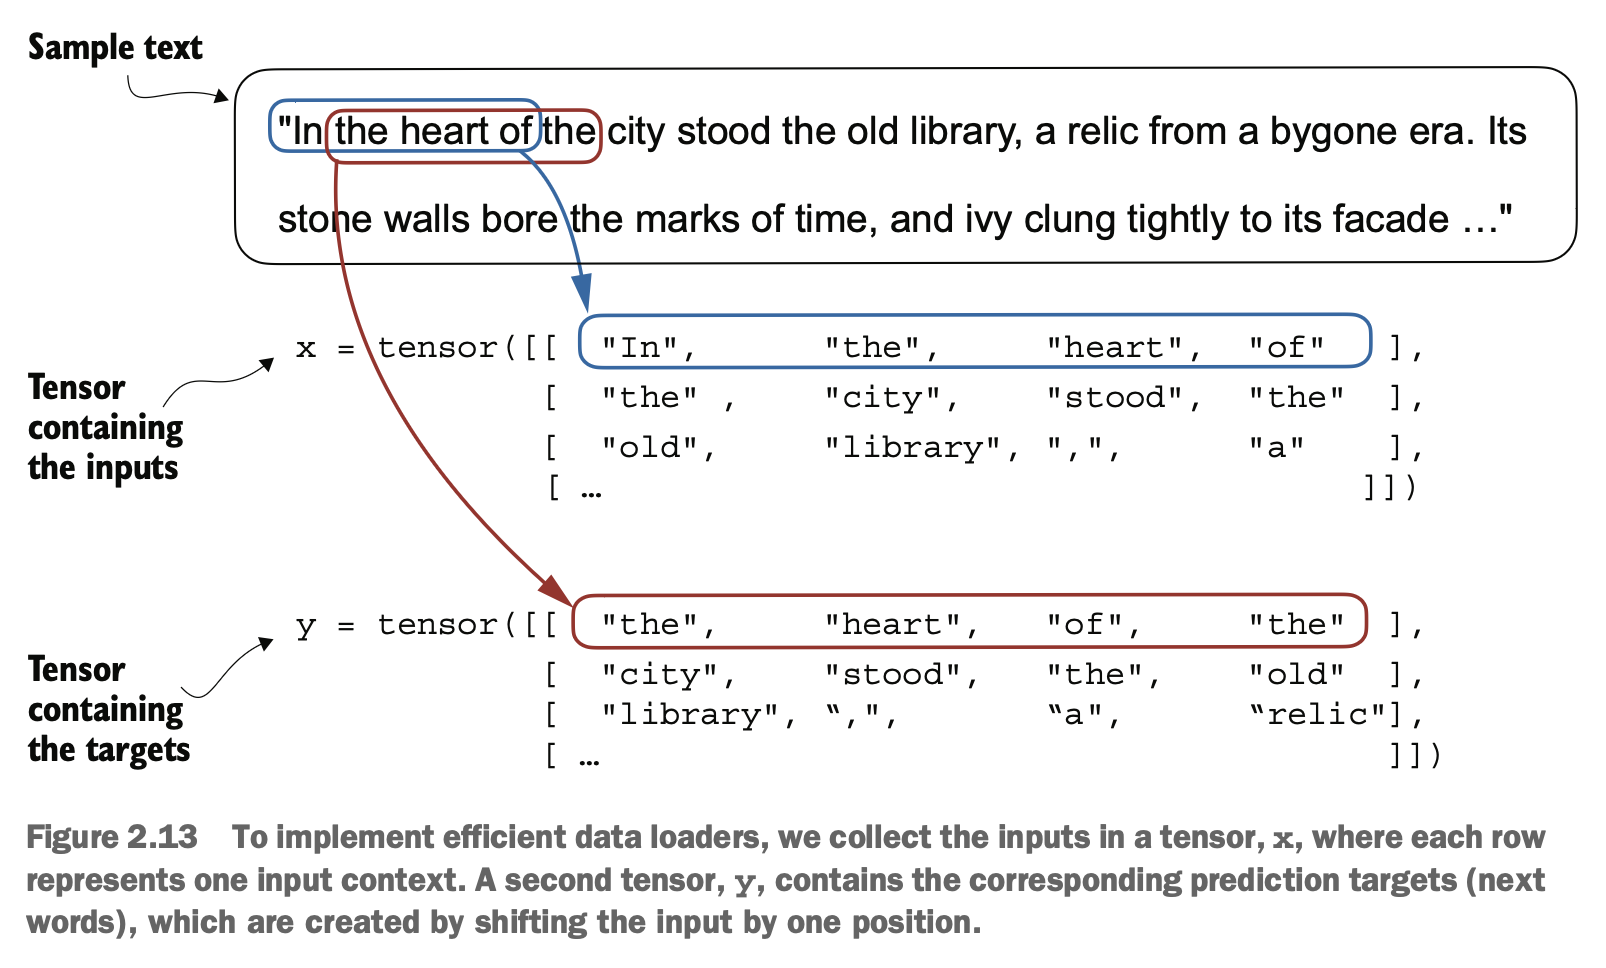 Sample text
"In the heart of the city stood the old library, a relic from a bygone era. Its
stone walls bore the marks of time, and ivy clung tightly to its facade …"
x = tensor([[ "In", "the", "heart", "of" ],
[ "the" , "city", "stood", "the" ],
[ "old", "library", ",", "a" ],
[ … ]])
Tensor
containing
the inputs
y = tensor([[ "the", "heart", "of", "the" ],
[ "city", "stood", "the", "old" ],
[ "library", “,", “a", “relic"],
[ … ]])
Tensor
containing
the targets
Figure 2.13 To implement efficient data loaders, we collect the inputs in a tensor, x, where each row
represents one input context. A second tensor, y, contains the corresponding prediction targets (next
words), which are created by shifting the input by one position.